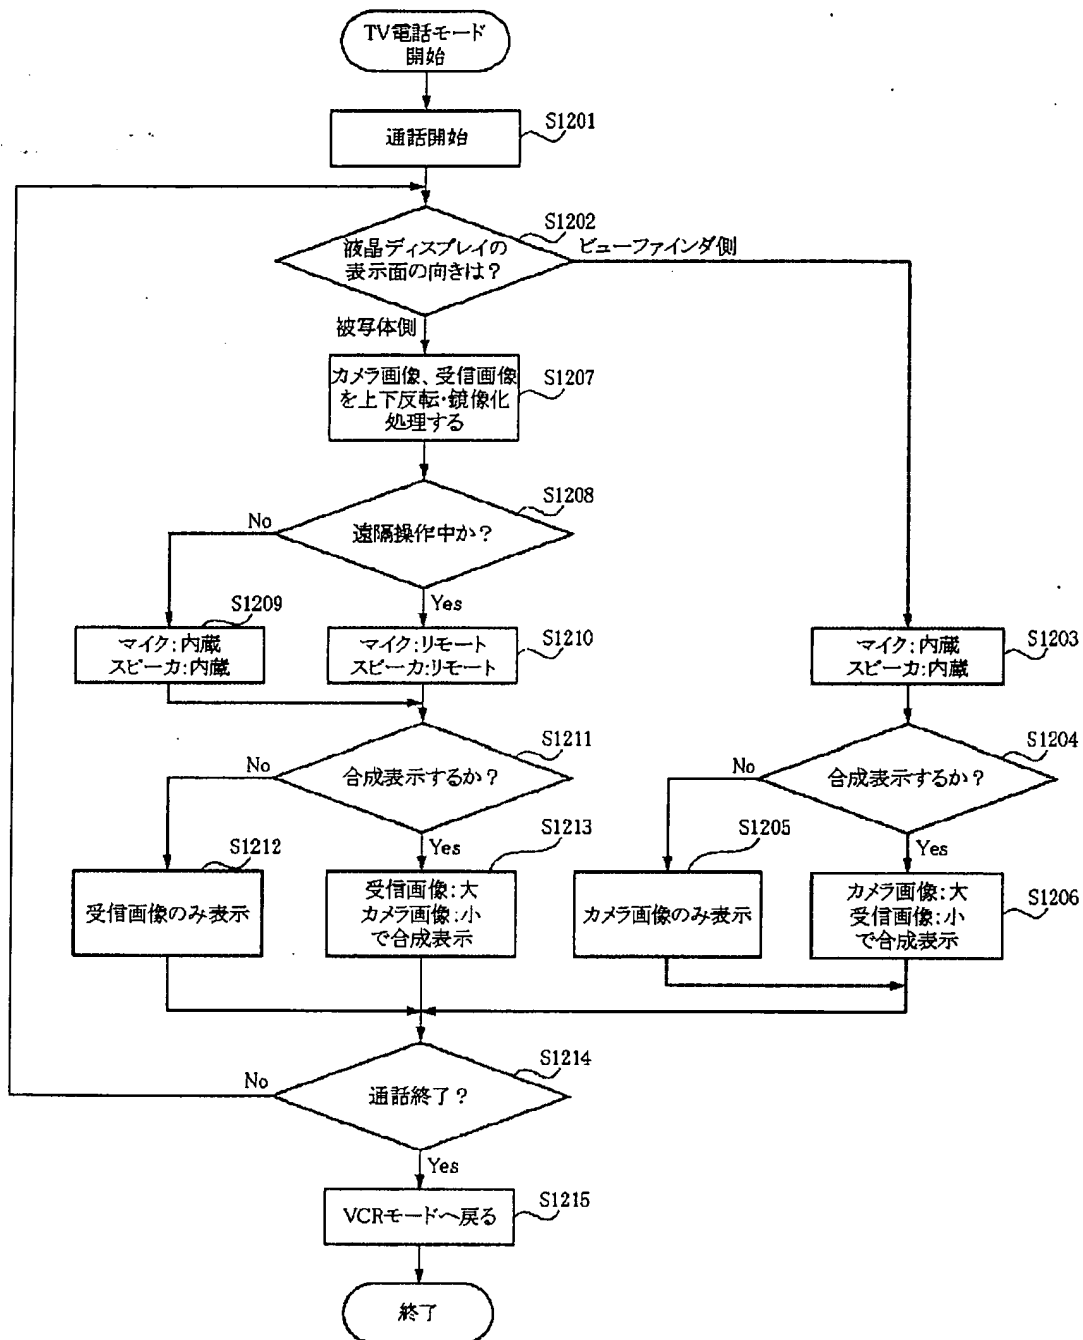 TV電話モード
開始
S1201
通話開始
S1202
液晶ディスプレイの
表示面の向きは?
ビューファインダ側
被写体側
S1207
カメラ画像、受信画像
を上下反転・鏡像化
処理する
S1208
No
遠隔操作中か?
Yes
S1209
マイク:内蔵
スピーカ:内蔵
S1210
マイク:リモート
スピーカ:リモート
S1203
マイク:内蔵
スピーカ:内蔵
S1211
No
合成表示するか?
Yes
S1204
No
合成表示するか?
Yes
S1212
受信画像のみ表示
S1213
受信画像:大
カメラ画像:小
で合成表示
S1205
カメラ画像のみ表示
S1206
カメラ画像:大
受信画像:小
で合成表示
S1214
No
通話終了?
Yes
S1215
VCRモードへ戻る
終了